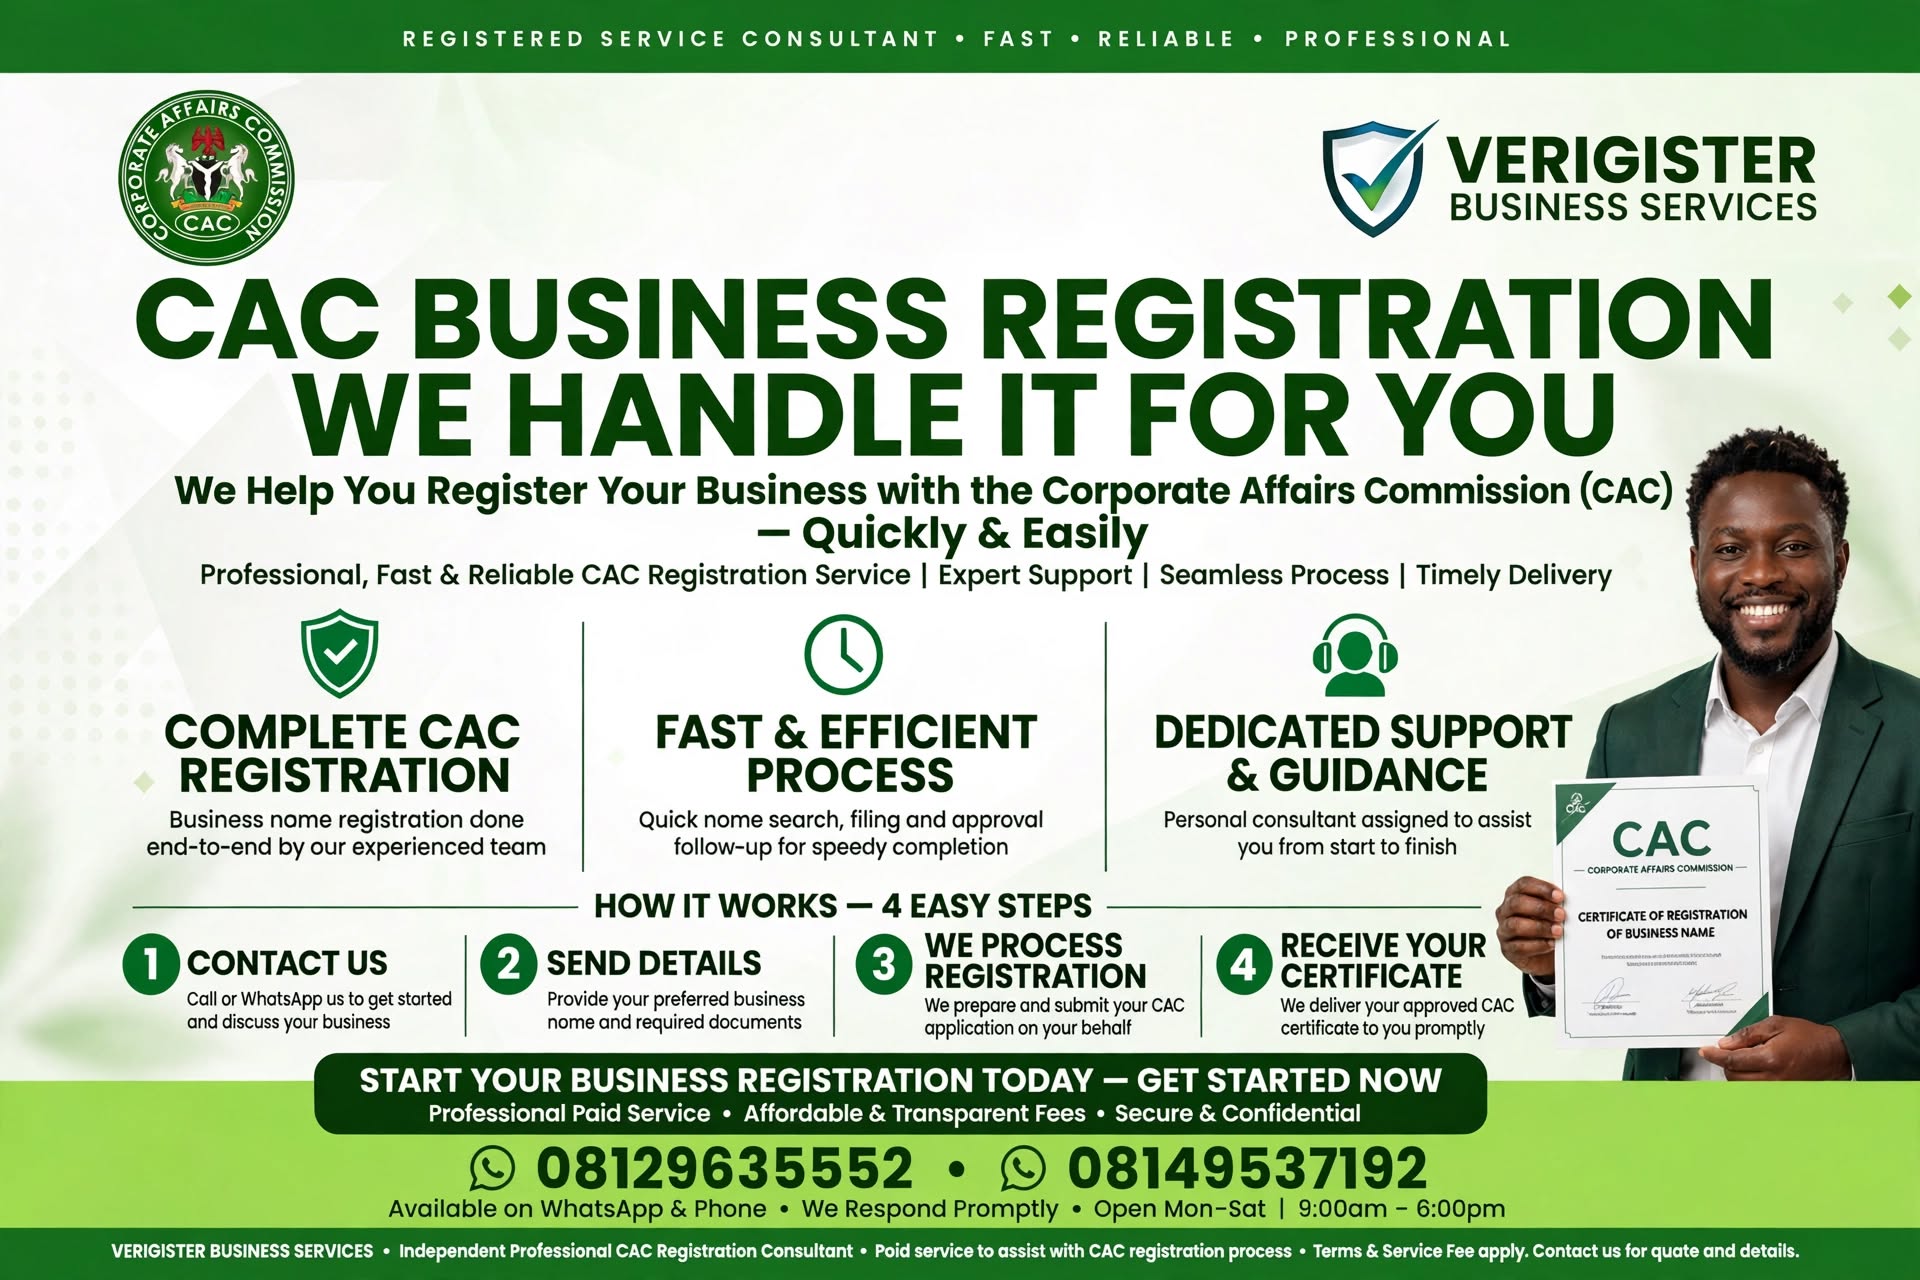 REGISTERED SERVICE CONSULTANT • FAST • RELIABLE • PROFESSIONAL
CORPORATE AFFAIRS COMMISSION
CAC
VERIGISTER
BUSINESS SERVICES
CAC BUSINESS REGISTRATION
WE HANDLE IT FOR YOU
We Help You Register Your Business with the Corporate Affairs Commission (CAC)
— Quickly & Easily
Professional, Fast & Reliable CAC Registration Service | Expert Support | Seamless Process | Timely Delivery
COMPLETE CAC
REGISTRATION
Business name registration done
end-to-end by our experienced team
FAST & EFFICIENT
PROCESS
Quick nome search, filing and approval
follow-up for speedy completion
DEDICATED SUPPORT
& GUIDANCE
Personal consultant assigned to assist
you from start to finish
CAC
— CORPORATE AFFAIRS COMMISSION —
CERTIFICATE OF REGISTRATION
OF BUSINESS NAME
HOW IT WORKS — 4 EASY STEPS
1 CONTACT US
Call or WhatsApp us to get started
and discuss your business
2 SEND DETAILS
Provide your preferred business
nome and required documents
3 WE PROCESS
REGISTRATION
We prepare and submit your CAC
application on your behalf
4 RECEIVE YOUR
CERTIFICATE
We deliver your approved CAC
certificate to you promptly
START YOUR BUSINESS REGISTRATION TODAY — GET STARTED NOW
Professional Paid Service • Affordable & Transparent Fees • Secure & Confidential
08129635552 • 08149537192
Available on WhatsApp & Phone • We Respond Promptly • Open Mon-Sat | 9:00am - 6:00pm
VERIGISTER BUSINESS SERVICES • Independent Professional CAC Registration Consultant • Poid service to assist with CAC registration process • Terms & Service Fee apply. Contact us for quate and details.